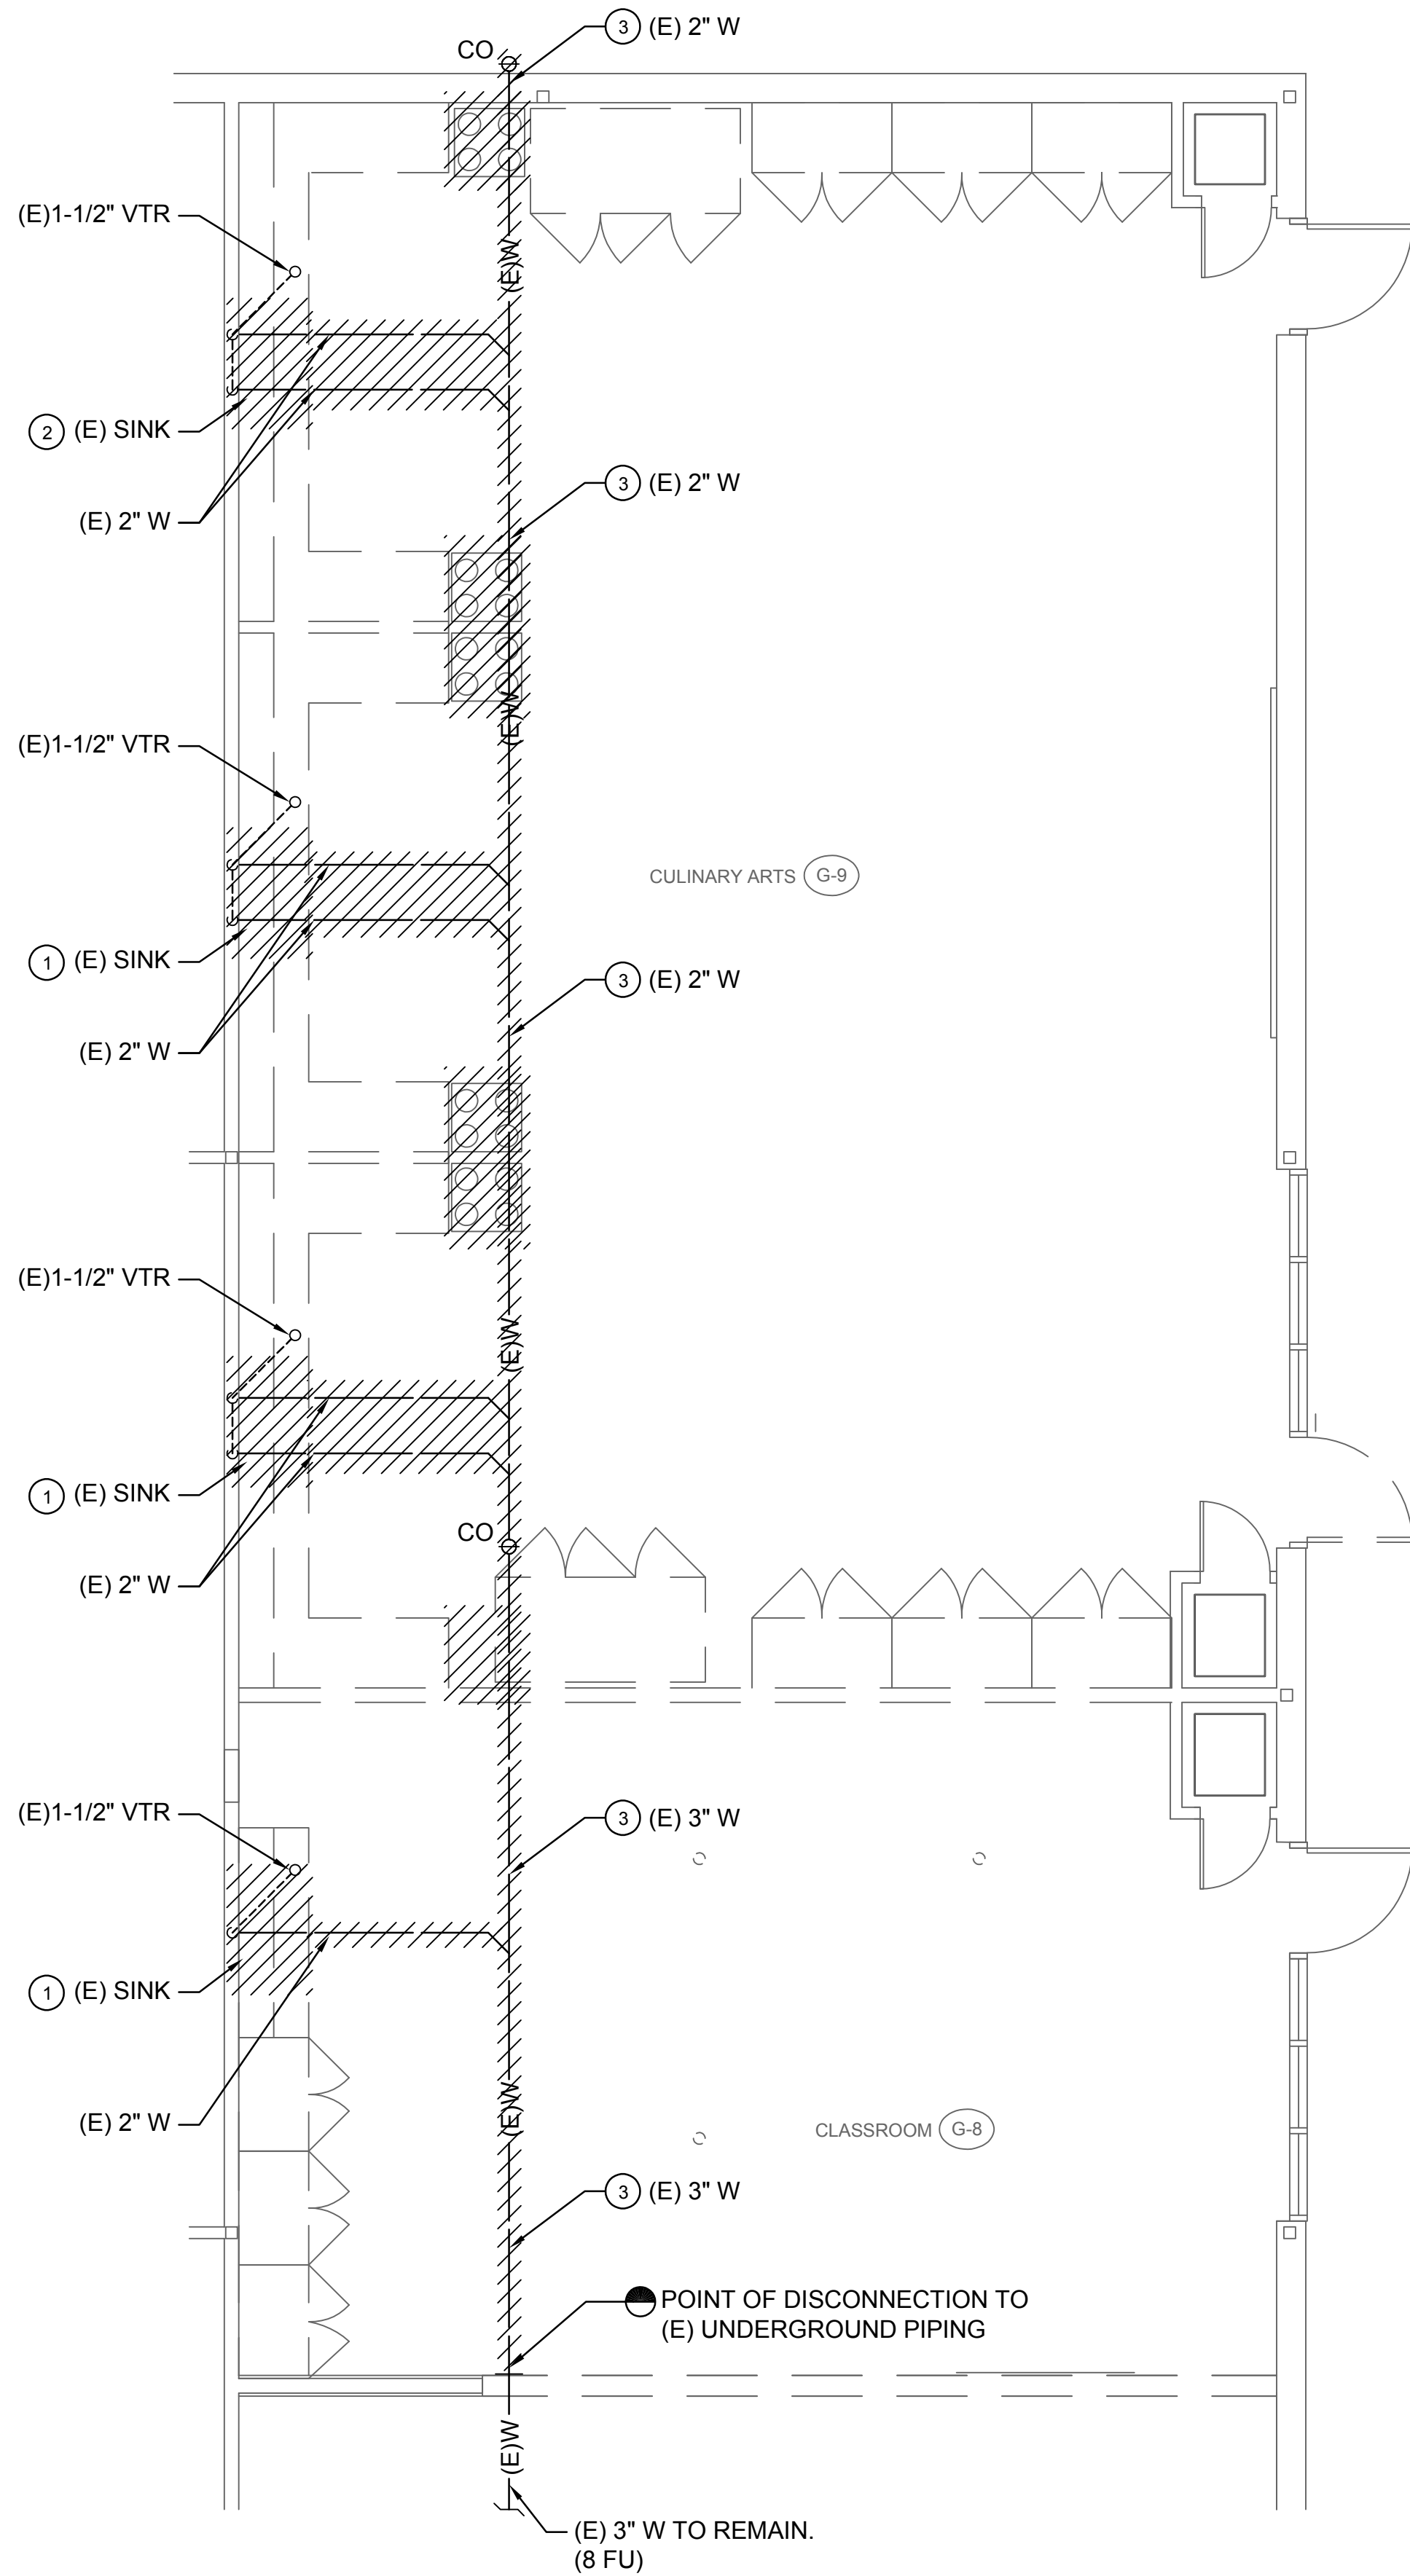 3 (E) 2" W
CO
(E)1-1/2" VTR
(E)W
2 (E) SINK
3 (E) 2" W
(E) 2" W
(E)W
(E)1-1/2" VTR
CULINARY ARTS G-9
1 (E) SINK
3 (E) 2" W
(E) 2" W
(E)1-1/2" VTR
(E)W
1 (E) SINK
CO
(E) 2" W
(E)1-1/2" VTR
3 (E) 3" W
1 (E) SINK
(E) 2" W
(E)W
CLASSROOM G-8
3 (E) 3" W
POINT OF DISCONNECTION TO
(E) UNDERGROUND PIPING
(E)W
(E) 3" W TO REMAIN.
(8 FU)